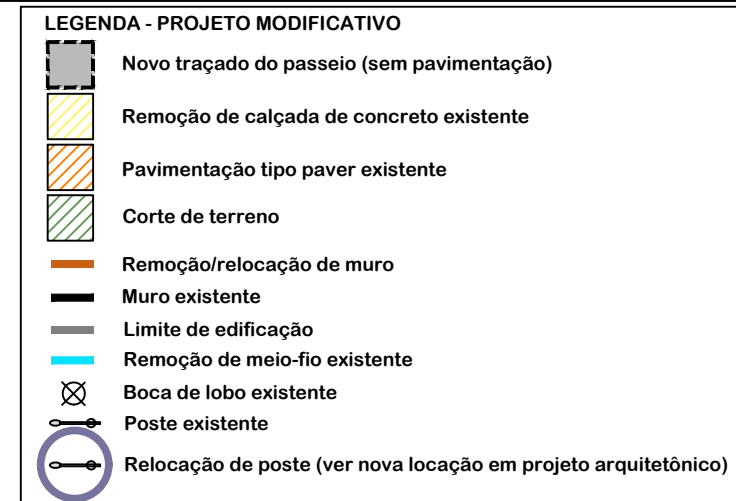 LEGENDA - PROJETO MODIFICATIVO
Novo traçado do passeio (sem pavimentação)
Remoção de calçada de concreto existente
Pavimentação tipo paver existente
Corte de terreno
Remoção/relocação de muro
Muro existente
Limite de edificação
Remoção de meio-fio existente
Boca de lobo existente
Poste existente
Relocação de poste (ver nova locação em projeto arquitetônico)